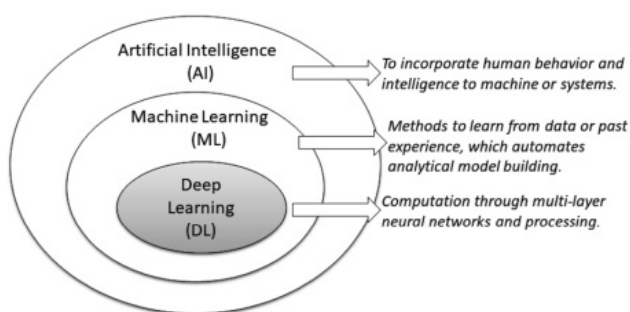 Artificial Intelligence
(AI)
To incorporate human behavior and
intelligence to machine or systems.
Machine Learning
(ML)
Methods to learn from data or past
experience, which automates
analytical model building.
Deep
Learning
(DL)
Computation through multi-layer
neural networks and processing.